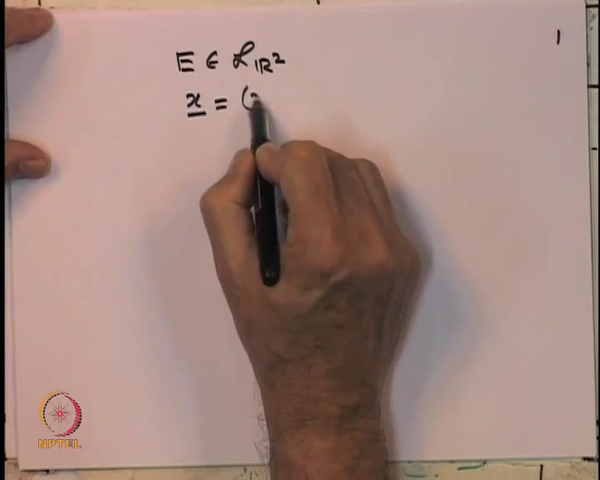 1
E ∈ ℒ_ℝ²
x̲ = (
NPTEL